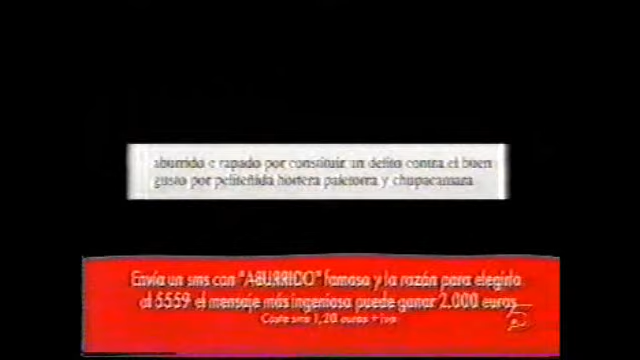 aburrido e rapado por constituir un delito contra el buen
gusto por peliteñida hortera paletorra y chupacamara
Envía un sms con "ABURRIDO" famosa y la razón para elegirla
al 5559 el mensaje más ingenioso puede ganar 2.000 euros
Coste sms 1,20 euros + iva
5